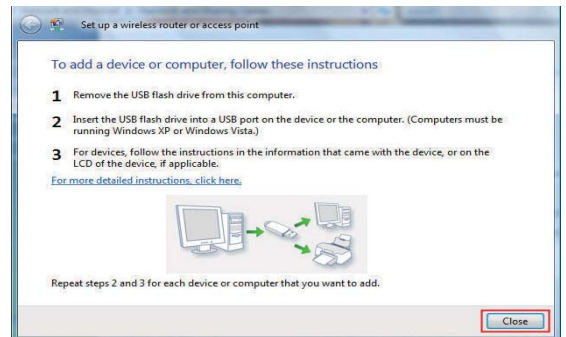 Set up a wireless router or access point
To add a device or computer, follow these instructions
1 Remove the USB flash drive from this computer.
2 Insert the USB flash drive into a USB port on the device or the computer. (Computers must be
running Windows XP or Windows Vista.)
3 For devices, follow the instructions in the information that came with the device, or on the
LCD of the device, if applicable.
For more detailed instructions, click here.
Repeat steps 2 and 3 for each device or computer that you want to add.
Close